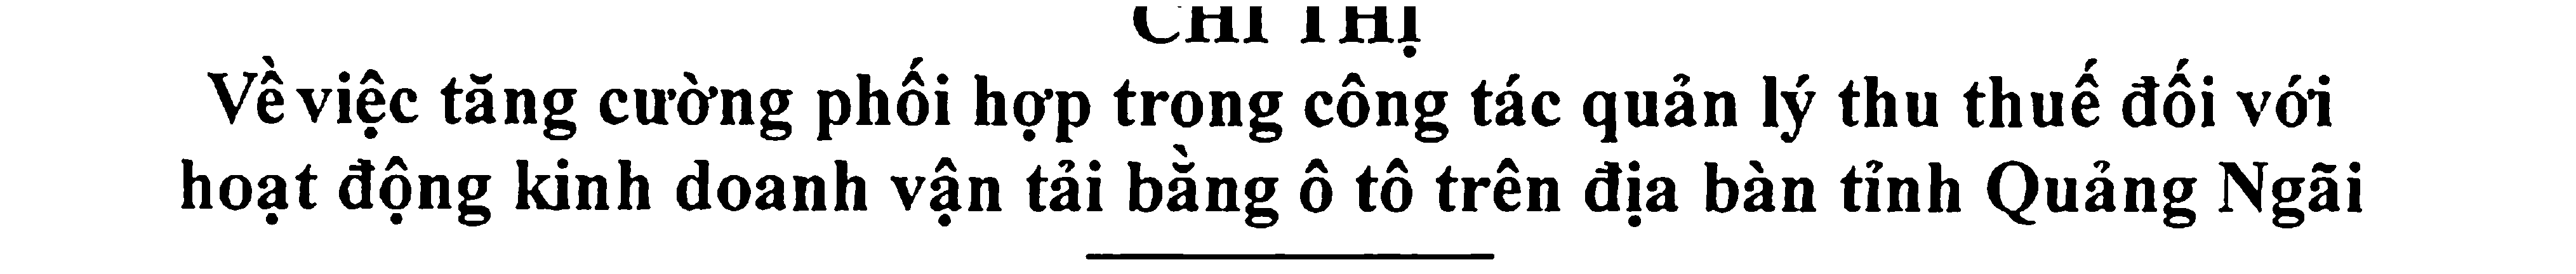 CHỈ THỊ
Về việc tăng cường phối hợp trong công tác quản lý thu thuế đối với
hoạt động kinh doanh vận tải bằng ô tô trên địa bàn tỉnh Quảng Ngãi